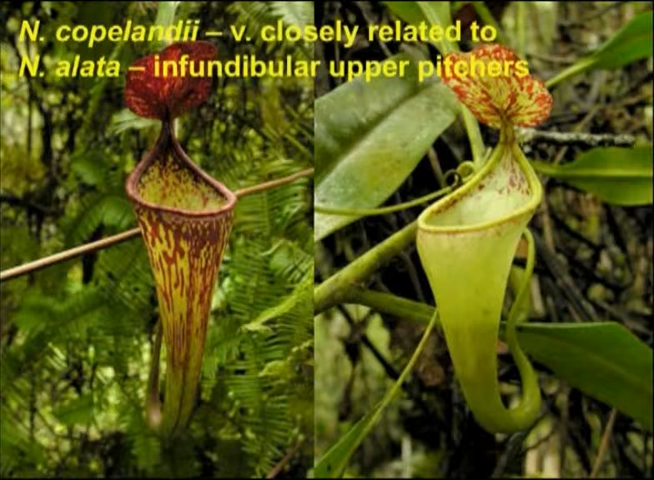 N. copelandii – v. closely related to
N. alata – infundibular upper pitchers